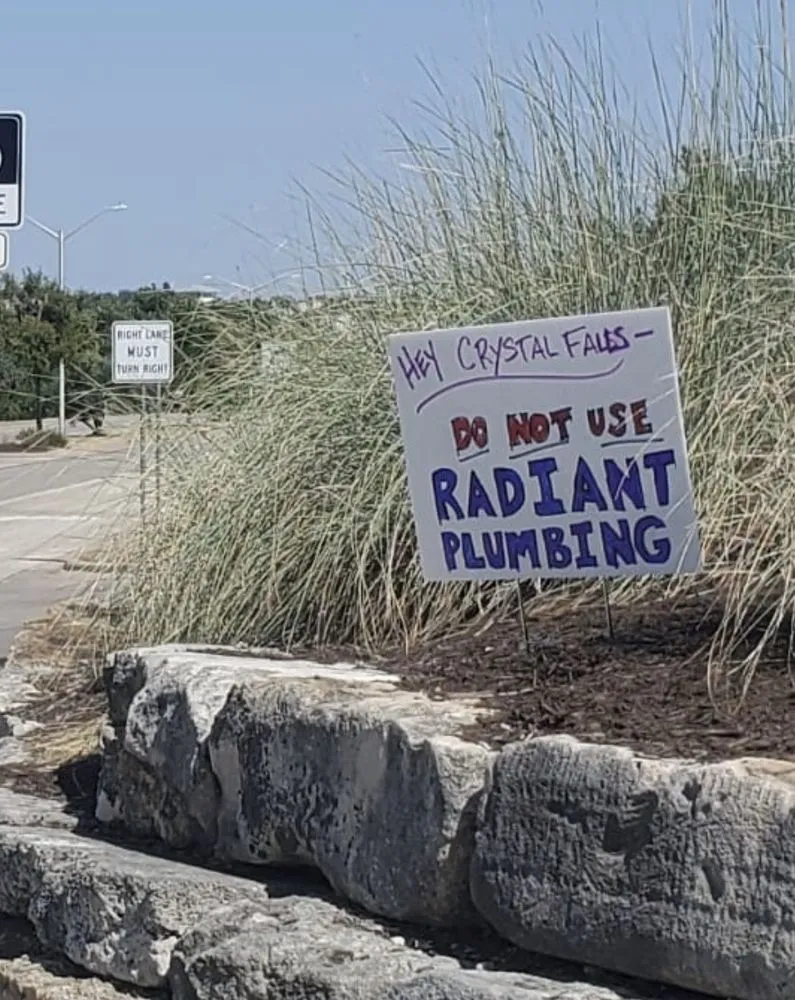 RIGHT LANE
MUST
TURN RIGHT
HEY CRYSTAL FALLS—
DO NOT USE
RADIANT
PLUMBING